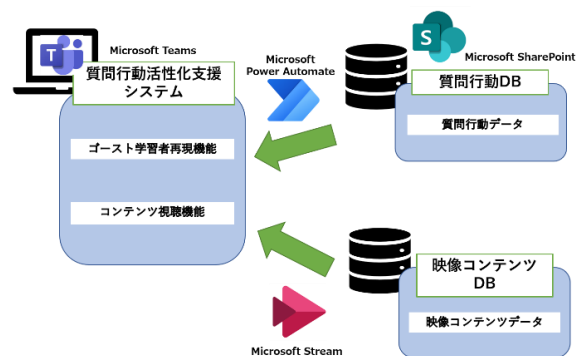 Microsoft Teams
質問行動活性化支援
システム
ゴースト学習者再現機能
コンテンツ視聴機能
Microsoft
Power Automate
Microsoft SharePoint
質問行動DB
質問行動データ
映像コンテンツ
DB
映像コンテンツデータ
Microsoft Stream
T
S